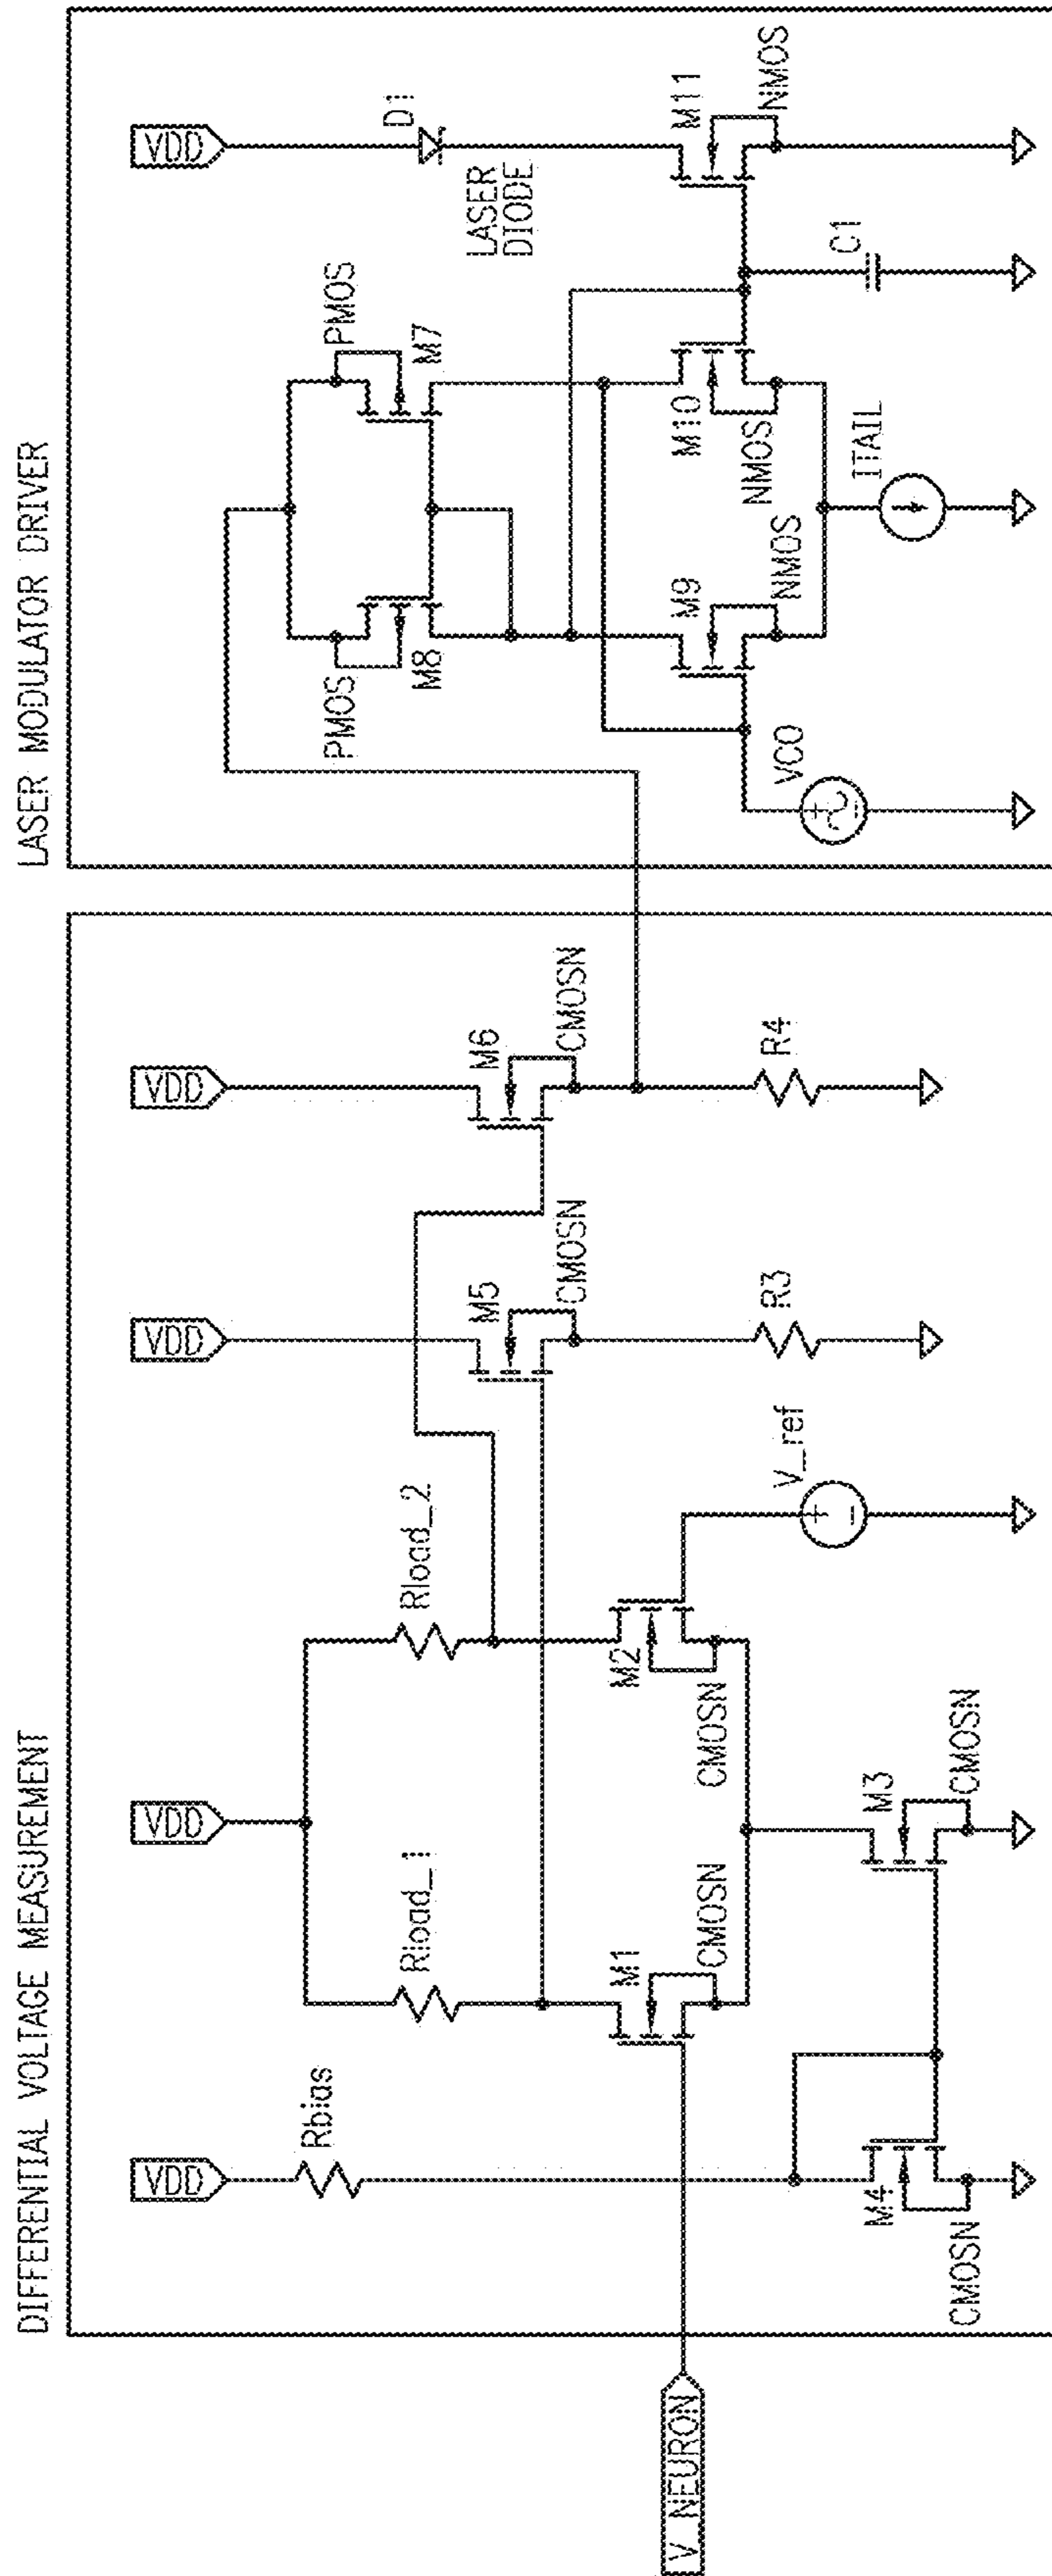 DIFFERENTIAL VOLTAGE MEASUREMENT
LASER MODULATOR DRIVER
V_NEURON
VDD
Rbias
M4
CMOSN
VDD
Rload_1
Rload_2
M1
CMOSN
M2
CMOSN
M3
CMOSN
V_ref
VDD
M5
CMOSN
R3
VDD
M6
CMOSN
R4
PMOS
M8
PMOS
M7
VCO
M9
NMOS
M10
NMOS
ITAIL
VDD
D1
LASER
DIODE
M11
NMOS
C1